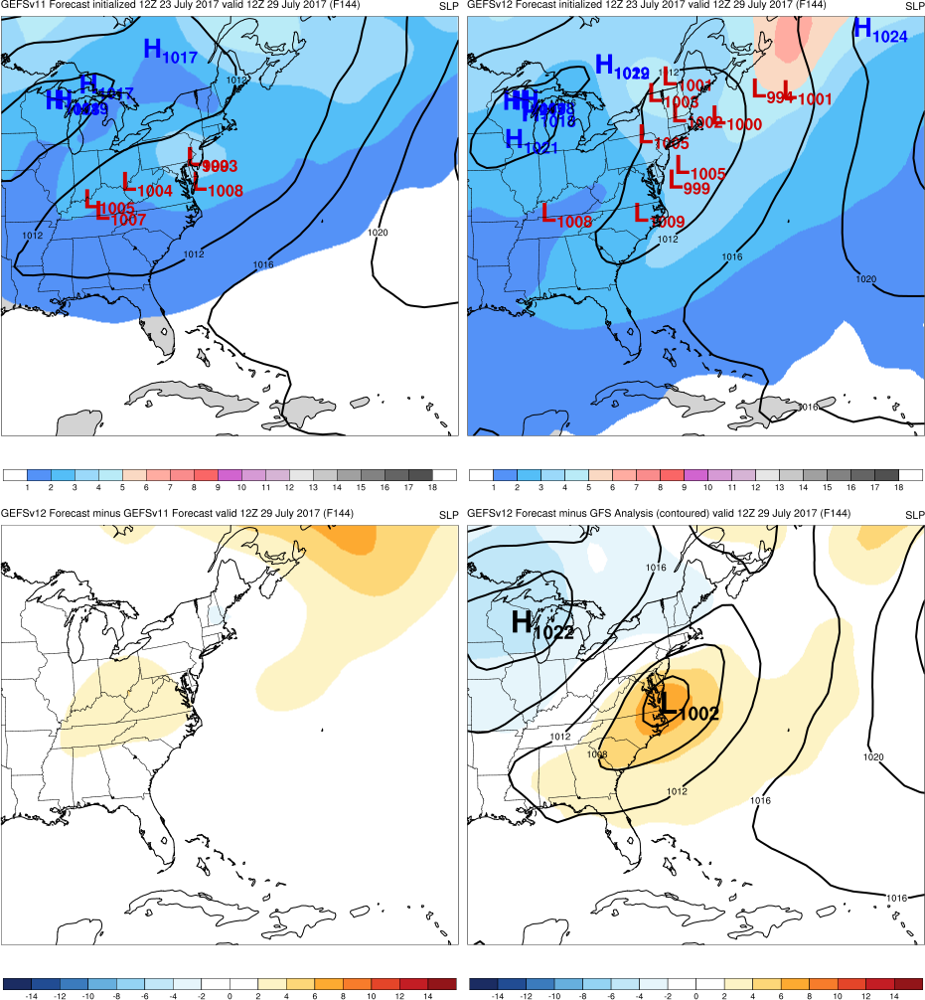 GEFSv11 Forecast initialized 12Z 23 July 2017 valid 12Z 29 July 2017 (F144) SLP
H1017
1012
H1017
H
H
L
L1003
L1004
L1008
L1005
L1007
1012
1012
1016
1020
1 2 3 4 5 6 7 8 9 10 11 12 13 14 15 16 17 18
GEFSv12 Forecast initialized 12Z 23 July 2017 valid 12Z 29 July 2017 (F144) SLP
H1024
H1022
1012
L1001
L1003
L994
L1001
L1002
L1000
H1018
H1021
L1005
L1005
L999
L1008
L1009
1012
1016
1020
1016
1 2 3 4 5 6 7 8 9 10 11 12 13 14 15 16 17 18
GEFSv12 Forecast minus GEFSv11 Forecast valid 12Z 29 July 2017 (F144) SLP
-14 -12 -10 -8 -6 -4 -2 0 2 4 6 8 10 12 14
GEFSv12 Forecast minus GFS Analysis (contoured) valid 12Z 29 July 2017 (F144) SLP
1016
H1022
L1002
1012
1008
1012
1016
1020
1016
-14 -12 -10 -8 -6 -4 -2 0 2 4 6 8 10 12 14